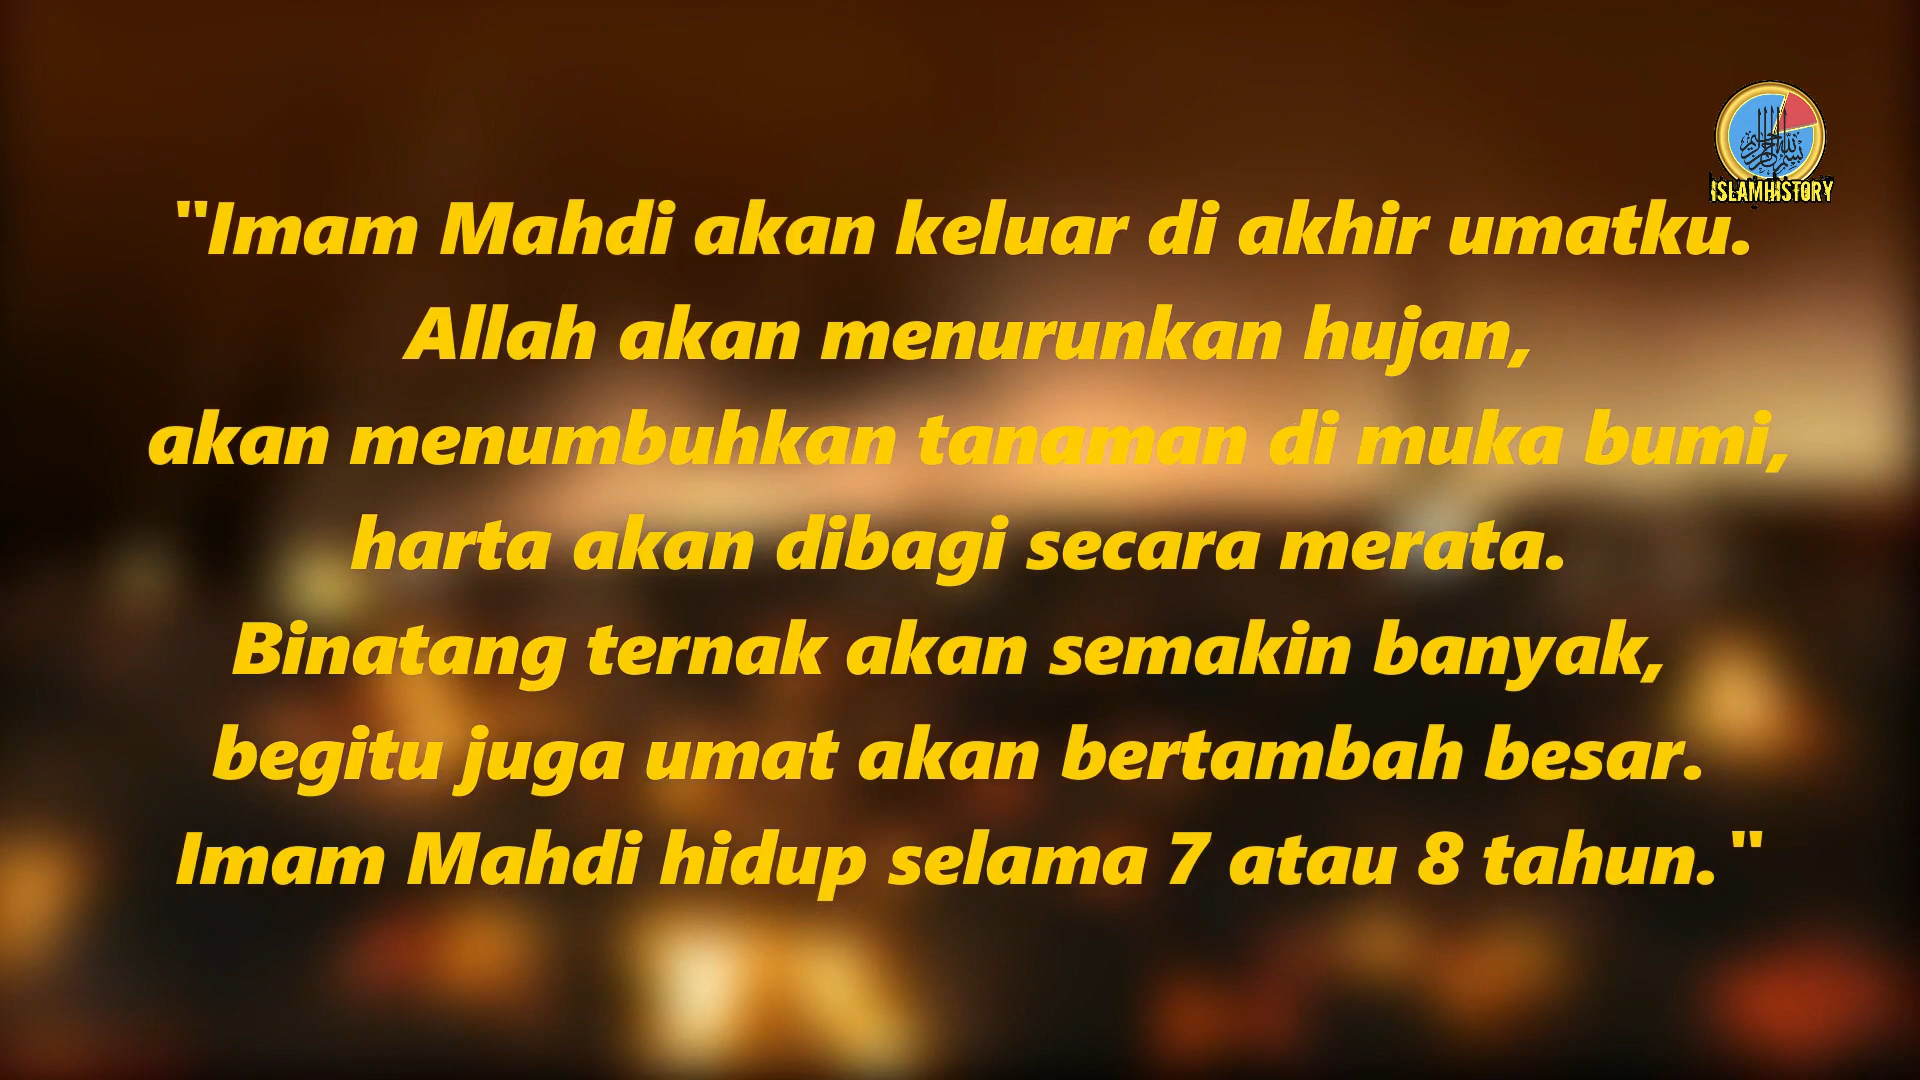 ISLAMHISTORY
"Imam Mahdi akan keluar di akhir umatku.
Allah akan menurunkan hujan,
akan menumbuhkan tanaman di muka bumi,
harta akan dibagi secara merata.
Binatang ternak akan semakin banyak,
begitu juga umat akan bertambah besar.
Imam Mahdi hidup selama 7 atau 8 tahun. "